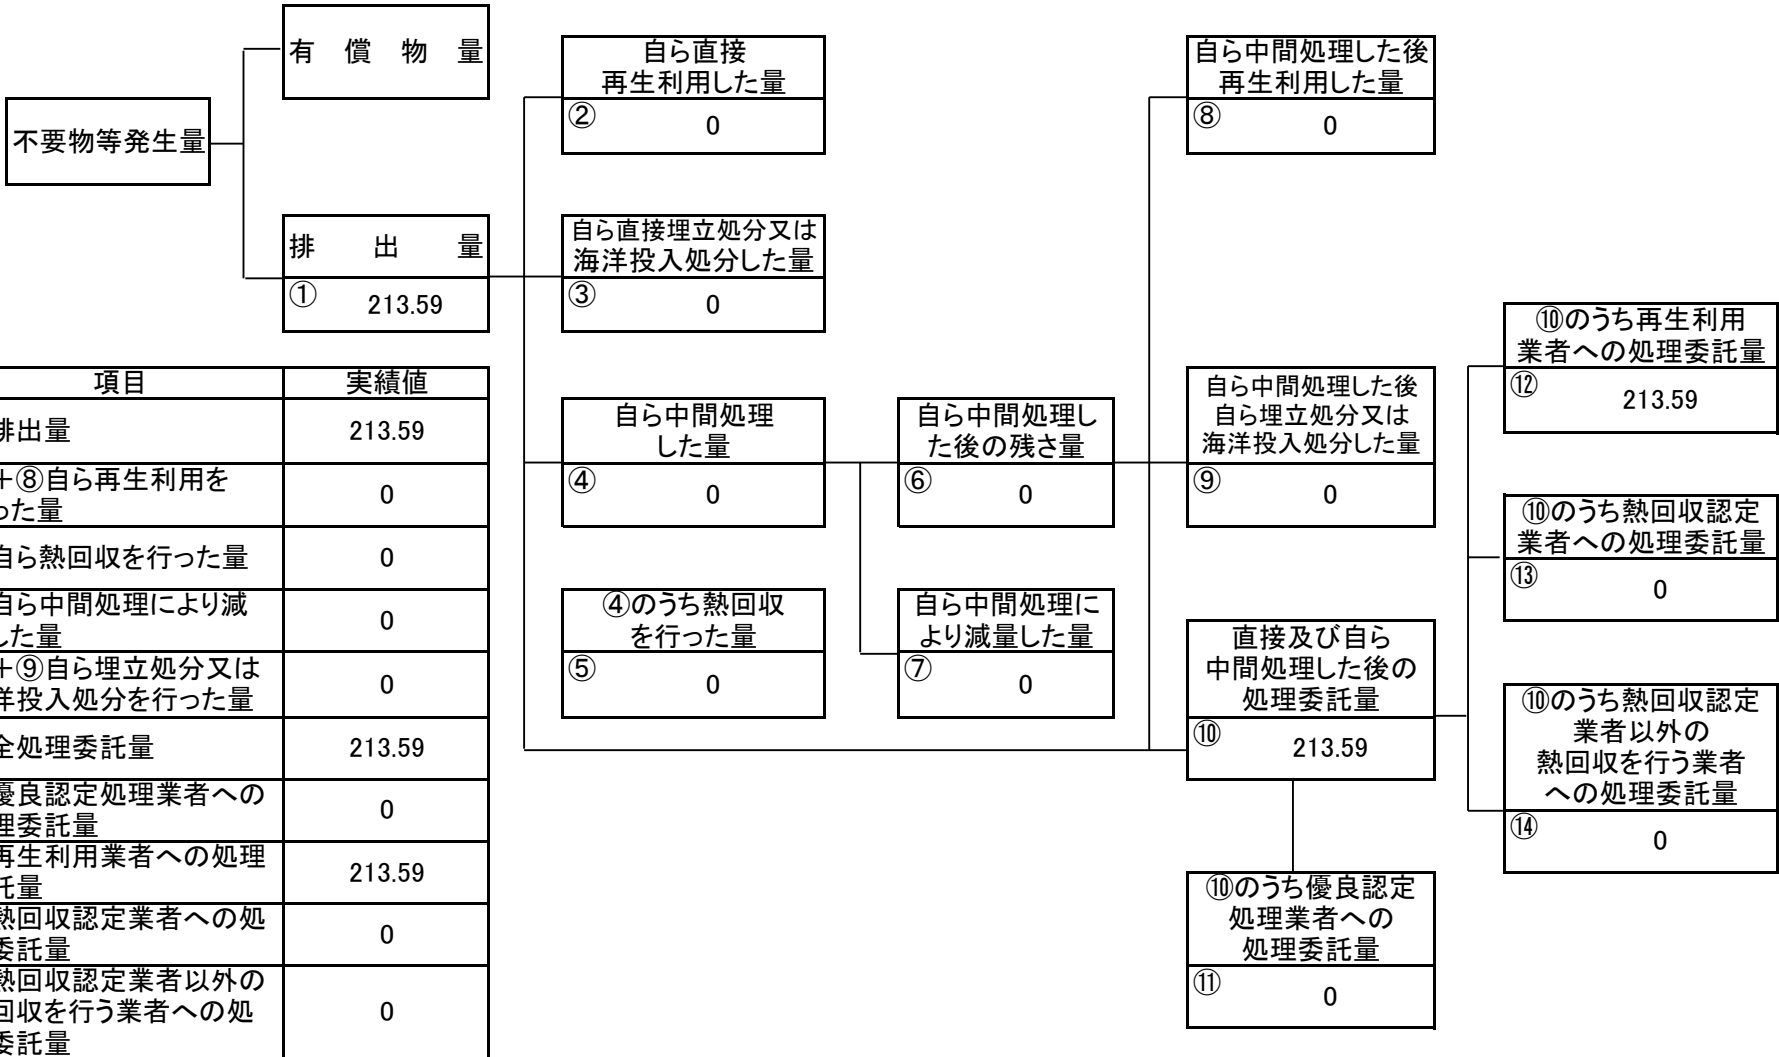 有償物量
不要物等発生量
排出量
① 213.59
自ら直接
再生利用した量
② 0
自ら直接埋立処分又は
海洋投入処分した量
③ 0
自ら中間処理
した量
④ 0
④のうち熱回収
を行った量
⑤ 0
自ら中間処理し
た後の残さ量
⑥ 0
自ら中間処理に
より減量した量
⑦ 0
自ら中間処理した後
再生利用した量
⑧ 0
自ら中間処理した後
自ら埋立処分又は
海洋投入処分した量
⑨ 0
直接及び自ら
中間処理した後の
処理委託量
⑩ 213.59
⑩のうち優良認定
処理業者への
処理委託量
⑪ 0
⑩のうち再生利用
業者への処理委託量
⑫ 213.59
⑩のうち熱回収認定
業者への処理委託量
⑬ 0
⑩のうち熱回収認定
業者以外の
熱回収を行う業者
への処理委託量
⑭ 0
項目 実績値
排出量 213.59
+⑧自ら再生利用を
った量 0
自ら熱回収を行った量 0
自ら中間処理により減
した量 0
+⑨自ら埋立処分又は
洋投入処分を行った量 0
全処理委託量 213.59
優良認定処理業者への
理委託量 0
再生利用業者への処理
託量 213.59
熱回収認定業者への処
委託量 0
熱回収認定業者以外の
回収を行う業者への処
委託量 0